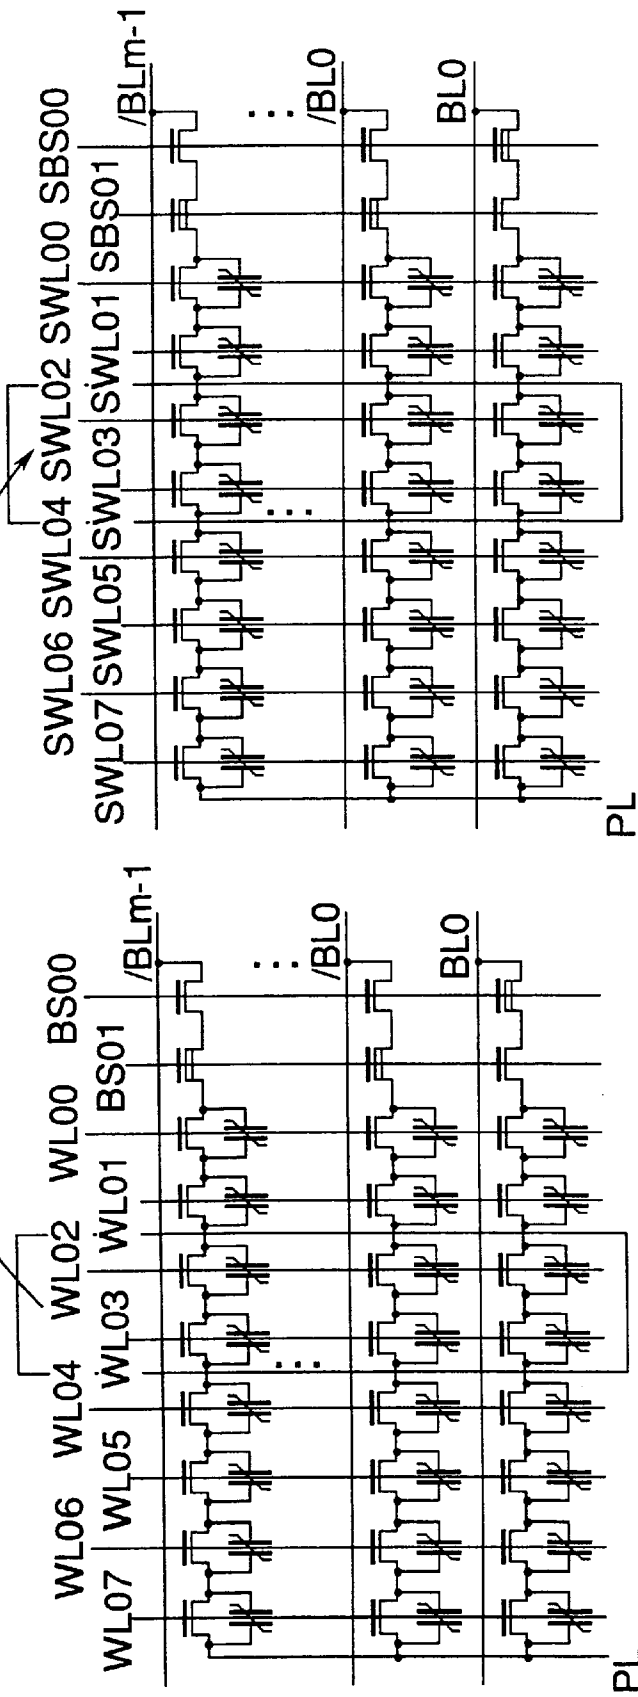 SWL06 SWL04 SWL02 SWL00 SBS00
SWL07 SWL05 SWL03 SWL01 SBS01
/BLm-1
...
...
/BL0
BL0
PL
WL06 WL04 WL02 WL00 BS00
WL07 WL05 WL03 WL01 BS01
/BLm-1
...
...
/BL0
BL0
PL